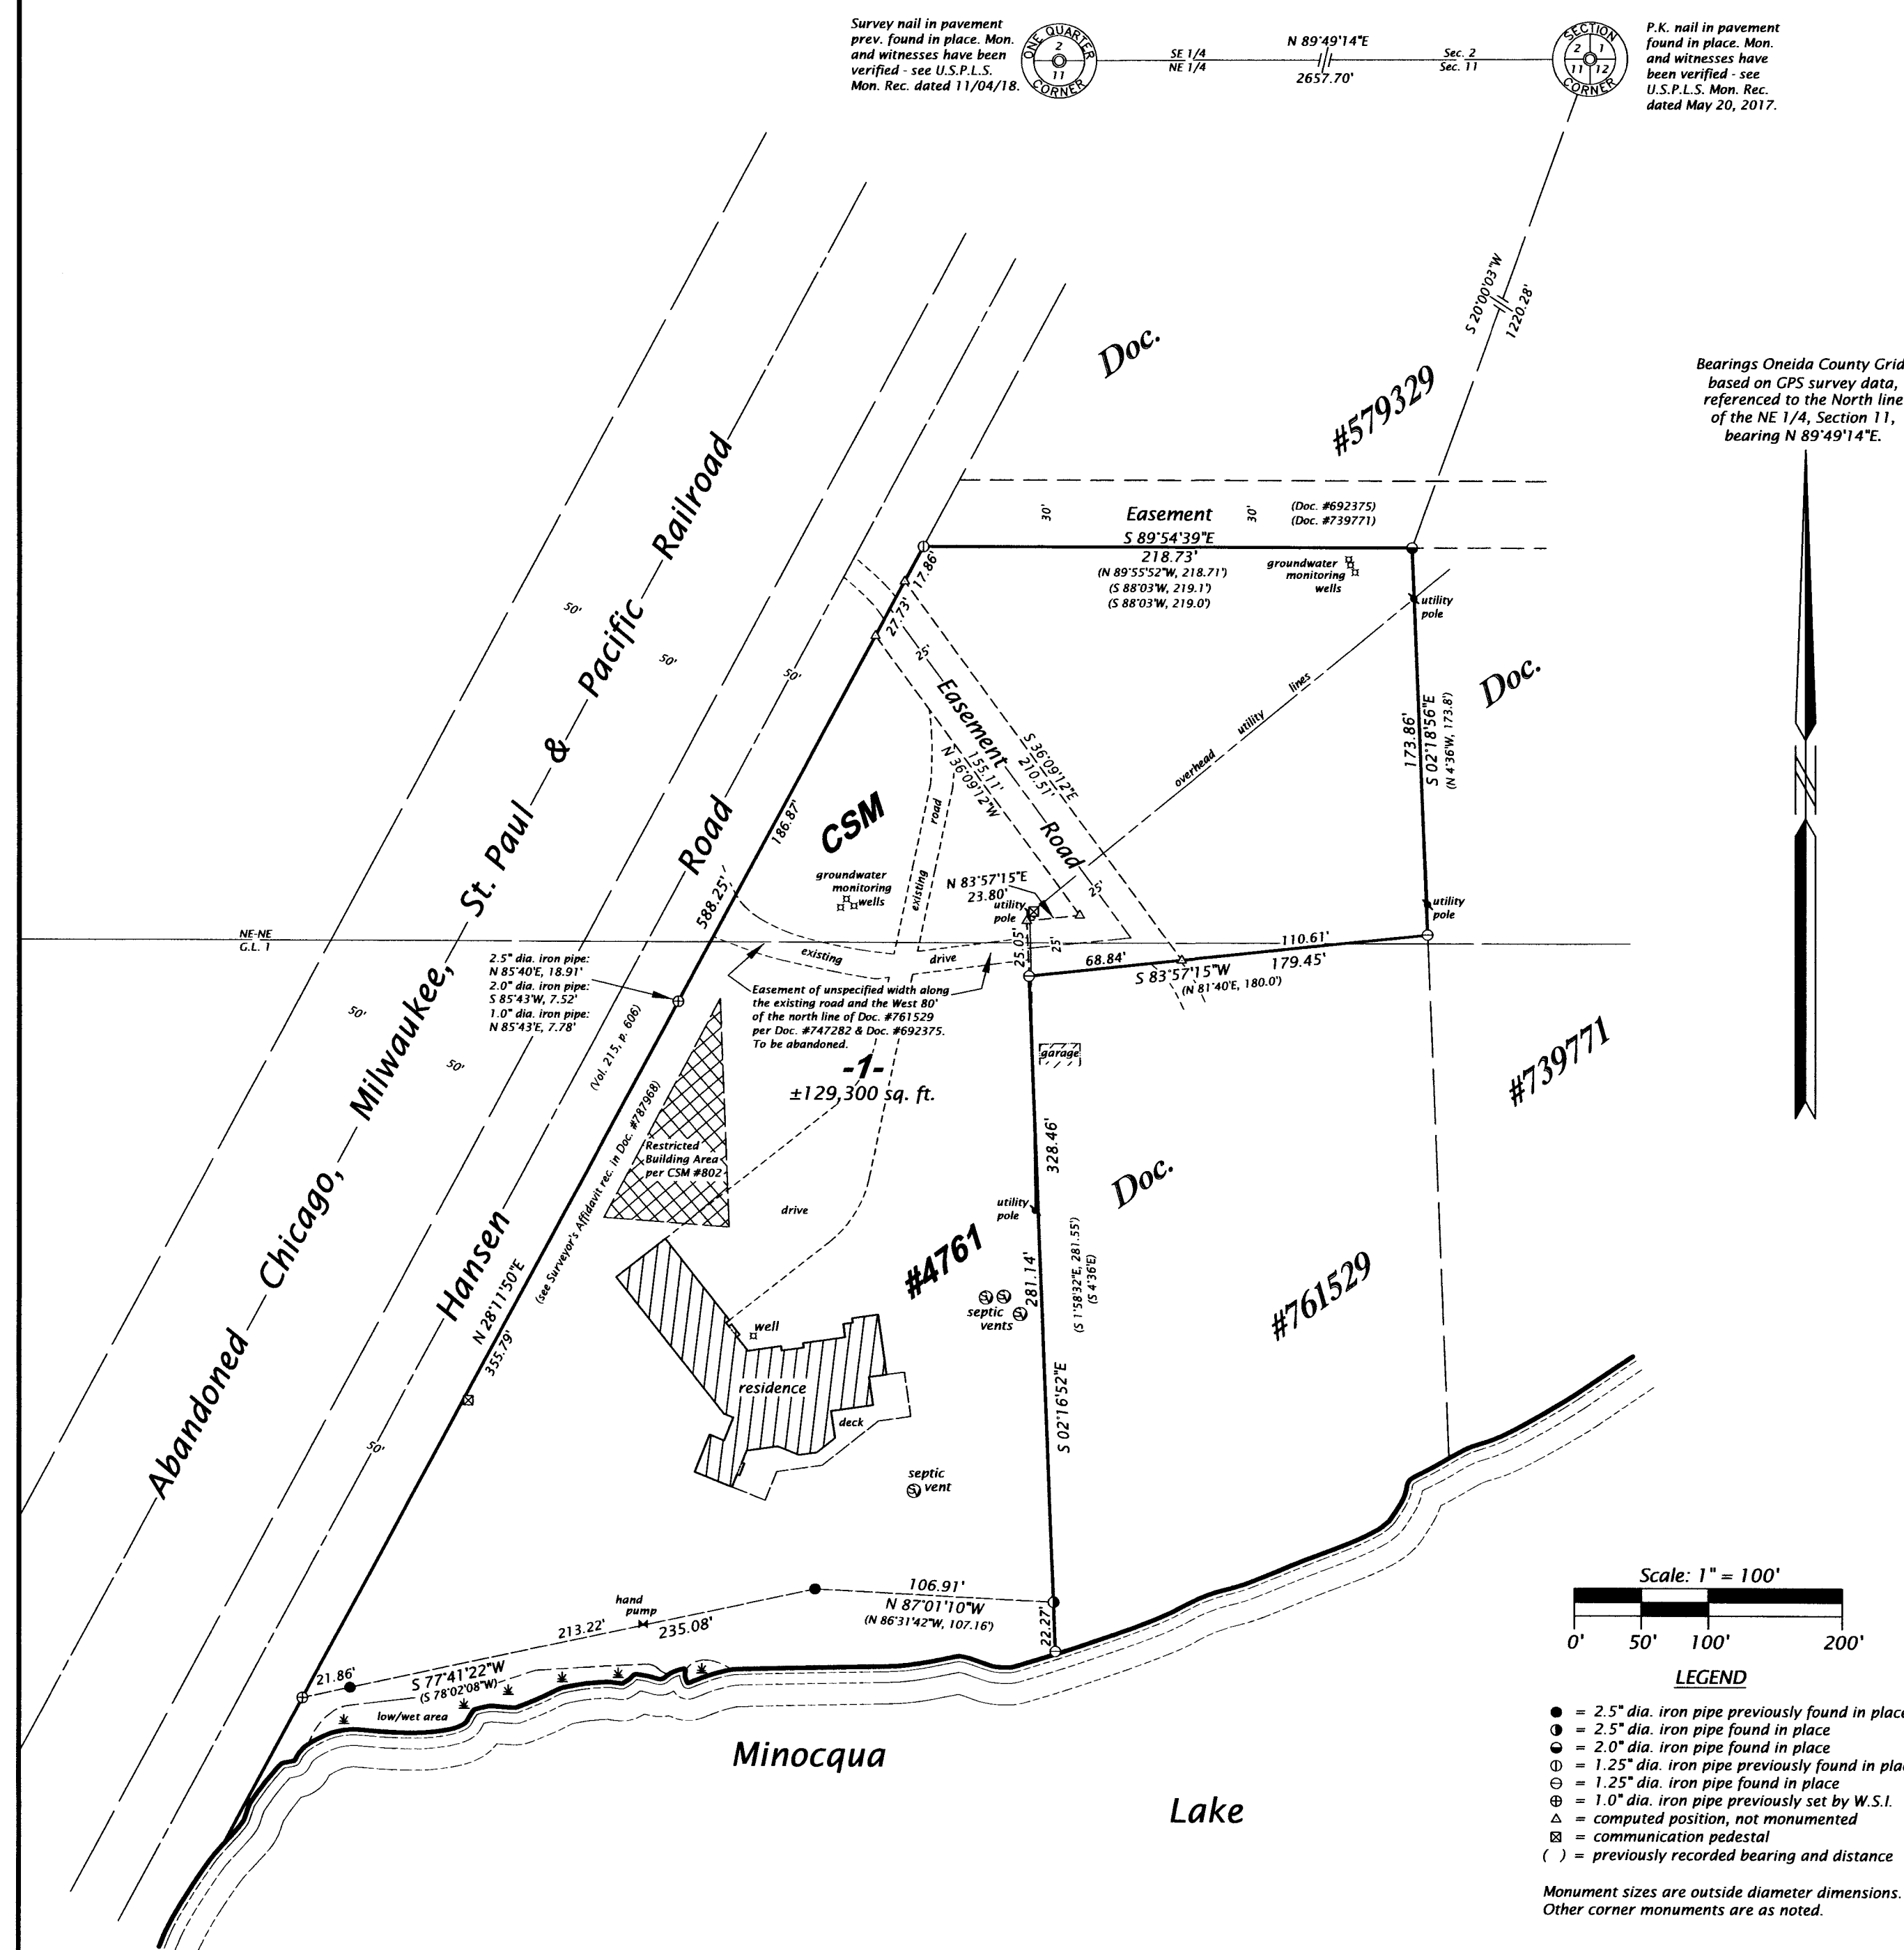 Survey nail in pavement
prev. found in place. Mon.
and witnesses have been
verified - see U.S.P.L.S.
Mon. Rec. dated 11/04/18.
ONE QUARTER
2
11
CORNER
SE 1/4
NE 1/4
N 89°49'14"E
2657.70'
Sec. 2
Sec. 11
SECTION
2 1
11 12
CORNER
P.K. nail in pavement
found in place. Mon.
and witnesses have
been verified - see
U.S.P.L.S. Mon. Rec.
dated May 20, 2017.
S 20°00'03"W
1220.28'
Bearings Oneida County Grid
based on GPS survey data,
referenced to the North line
of the NE 1/4, Section 11,
bearing N 89°49'14"E.
Doc.
#579329
30'
Easement
30'
(Doc. #692375)
(Doc. #739771)
S 89°54'39"E
218.73'
(N 89°55'52"W, 218.71')
(S 88°03'W, 219.1')
(S 88°03'W, 219.0')
groundwater
monitoring
wells
utility
pole
17.86'
27.73'
25'
Easement
Road
25'
S 36°09'12"E
210.51'
155.11'
N 36°09'12"W
overhead utility lines
173.86'
S 02°18'56"E
(N 4°36'W, 173.8')
Doc.
#739771
Abandoned Chicago, Milwaukee, St. Paul & Pacific Railroad
50'
50'
50'
50'
50'
50'
Hansen Road
186.87'
588.25'
CSM
groundwater
monitoring
wells
existing road
N 83°57'15"E
23.80'
utility
pole
utility
pole
25.05'
25'
NE-NE
G.L. 1
110.61'
68.84'
179.45'
S 83°57'15"W
(N 81°40'E, 180.0')
existing drive
2.5" dia. iron pipe:
N 85°40'E, 18.91'
2.0" dia. iron pipe:
S 85°43'W, 7.52'
1.0" dia. iron pipe:
N 85°43'E, 7.78'
Easement of unspecified width along
the existing road and the West 80'
of the north line of Doc. #761529
per Doc. #747282 & Doc. #692375.
To be abandoned.
(Vol. 215, p. 606)
(see Surveyor's Affidavit rec. in Doc. #787968)
-1-
±129,300 sq. ft.
garage
Restricted
Building Area
per CSM #802
328.46'
drive
utility
pole
Doc.
#761529
#4761
281.14'
(S 1°58'32"E, 281.55')
(S 4°36'E)
septic
vents
N 28°11'50"E
355.79'
well
residence
deck
S 02°16'52"E
septic
vent
106.91'
N 87°01'10"W
(N 86°31'42"W, 107.16')
22.27'
hand
pump
213.22'
235.08'
21.86'
S 77°41'22"W
(S 78°02'08"W)
low/wet area
Minocqua
Lake
Scale: 1" = 100'
0' 50' 100' 200'
LEGEND
= 2.5" dia. iron pipe previously found in place
= 2.5" dia. iron pipe found in place
= 2.0" dia. iron pipe found in place
= 1.25" dia. iron pipe previously found in plac
= 1.25" dia. iron pipe found in place
= 1.0" dia. iron pipe previously set by W.S.I.
= computed position, not monumented
= communication pedestal
( ) = previously recorded bearing and distance
Monument sizes are outside diameter dimensions.
Other corner monuments are as noted.